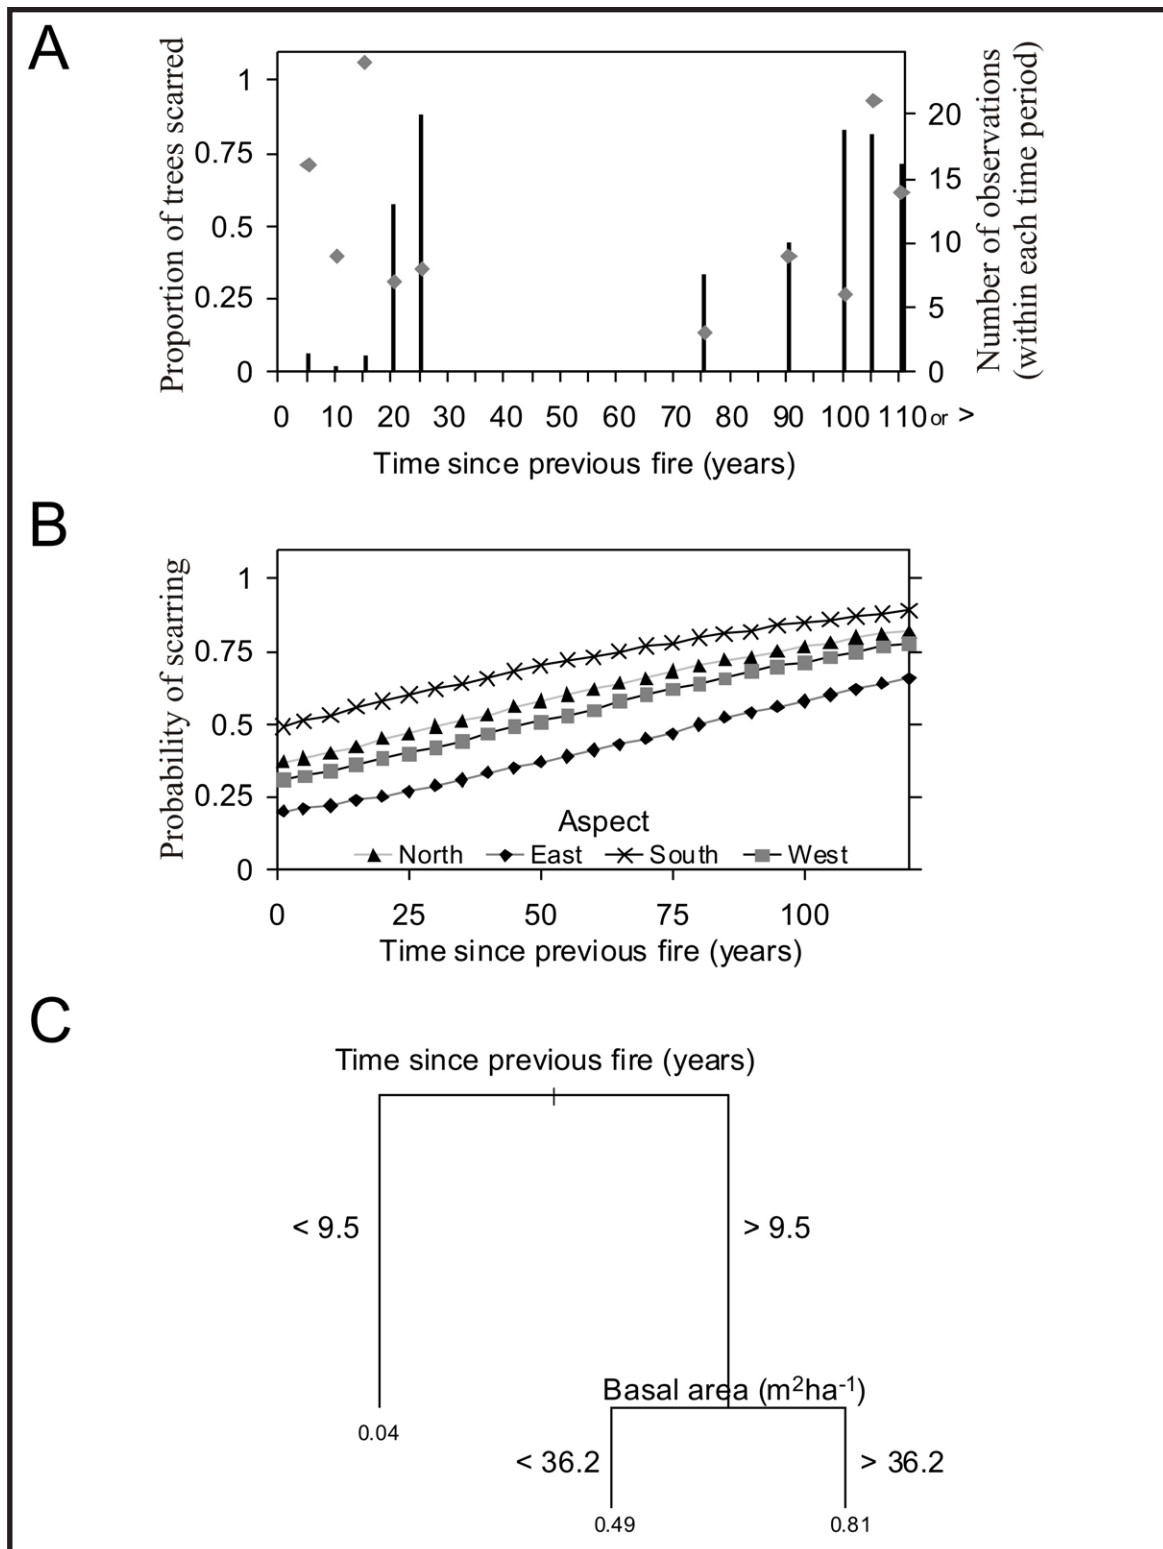 A
Proportion of trees scarred
1
0.75
0.5
0.25
0
20
15
10
5
0
Number of observations
(within each time period)
0 10 20 30 40 50 60 70 80 90 100 110 or >
Time since previous fire (years)
B
Probability of scarring
1
0.75
0.5
0.25
0
Aspect
North East South West
0 25 50 75 100
Time since previous fire (years)
C
Time since previous fire (years)
< 9.5 > 9.5
Basal area (m²ha⁻¹)
0.04
< 36.2 > 36.2
0.49 0.81